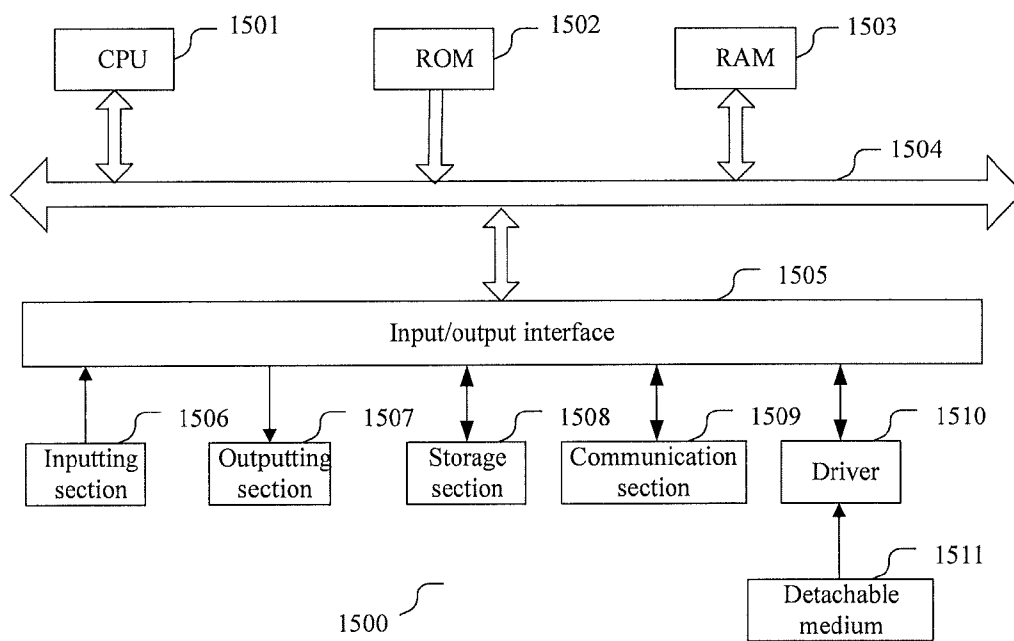 1501
1502
1503
CPU
ROM
RAM
1504
1505
Input/output interface
1506
1507
1508
1509
1510
Inputting
section
Outputting
section
Storage
section
Communication
section
Driver
1511
Detachable
medium
1500